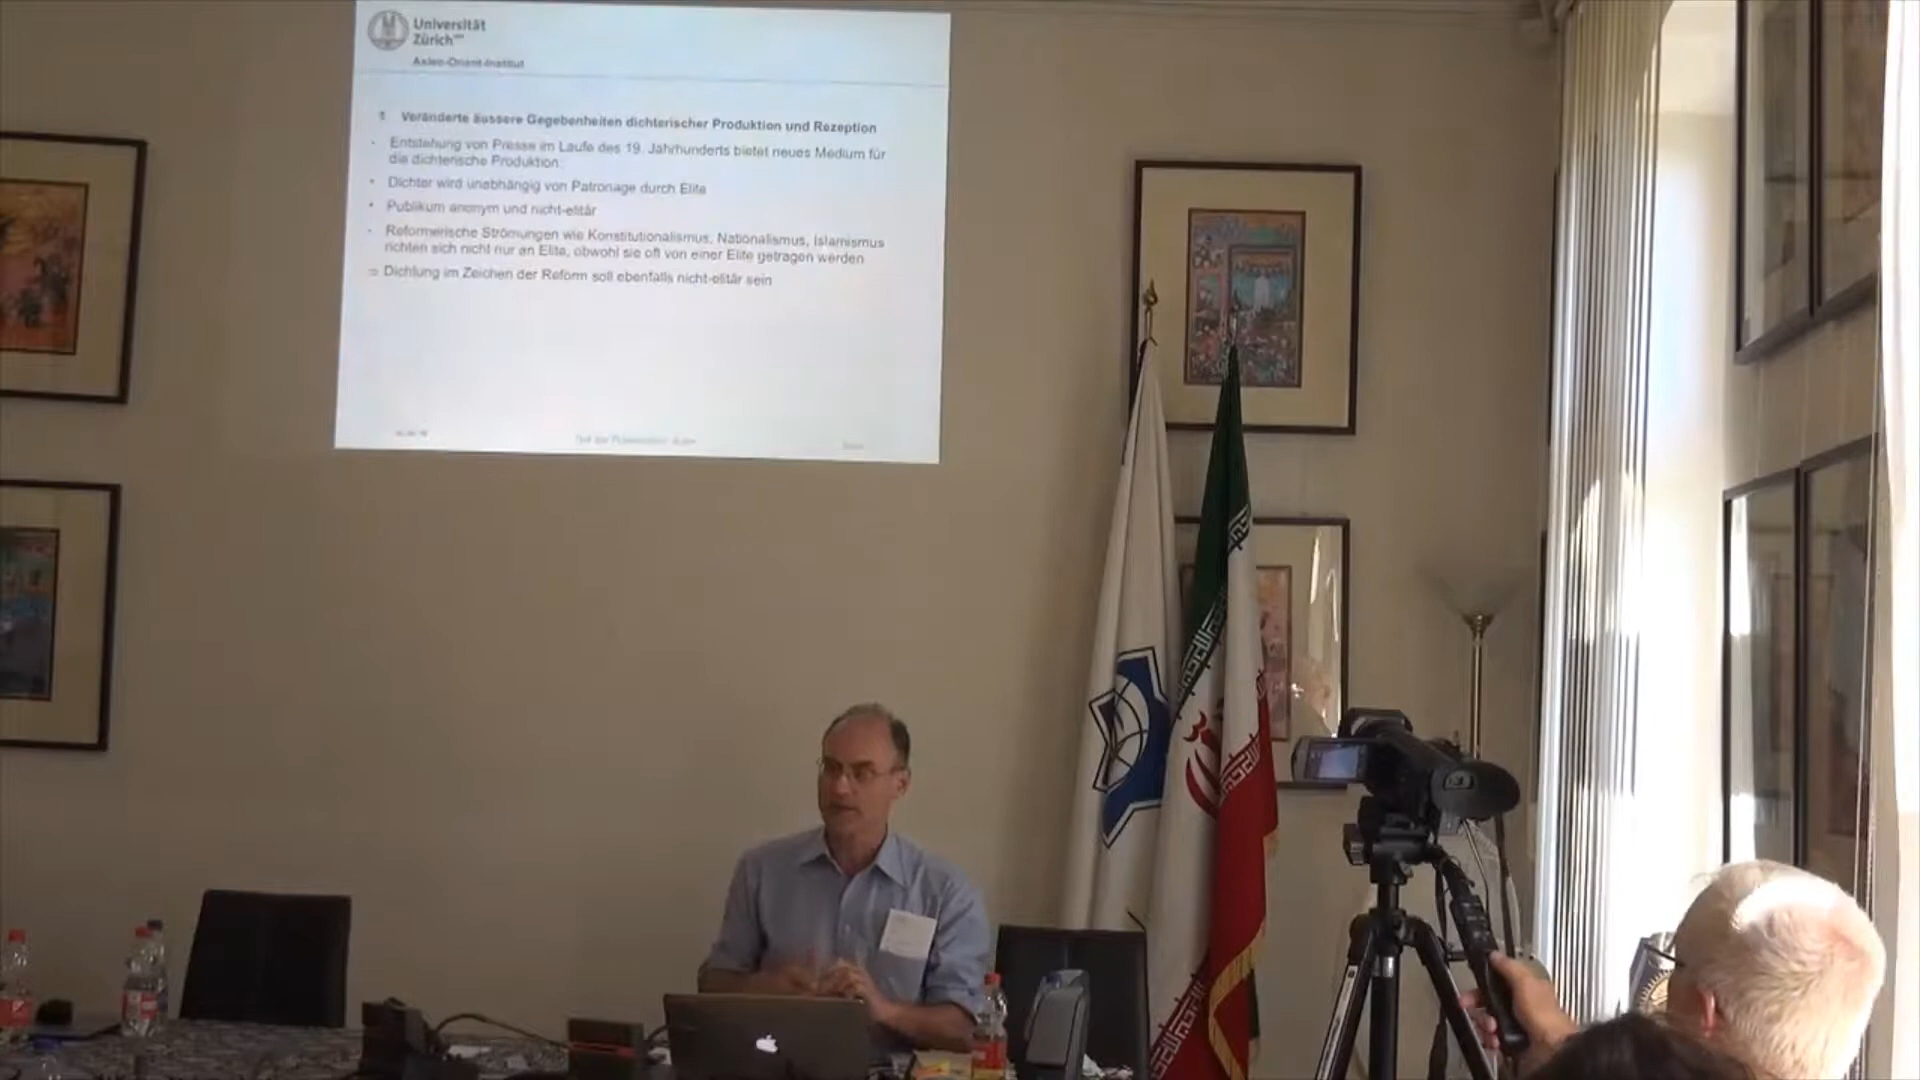 Universität
Zürich
Asien-Orient-Institut
1. Veränderte äussere Gegebenheiten dichterischer Produktion und Rezeption
- Entstehung von Presse im Laufe des 19. Jahrhunderts bietet neues Medium für
die dichterische Produktion
• Dichter wird unabhängig von Patronage durch Elite
• Publikum anonym und nicht-elitär
- Reformerische Strömungen wie Konstitutionalismus, Nationalismus, Islamismus
richten sich nicht nur an Elite, obwohl sie oft von einer Elite getragen werden
⇒ Dichtung im Zeichen der Reform soll ebenfalls nicht-elitär sein